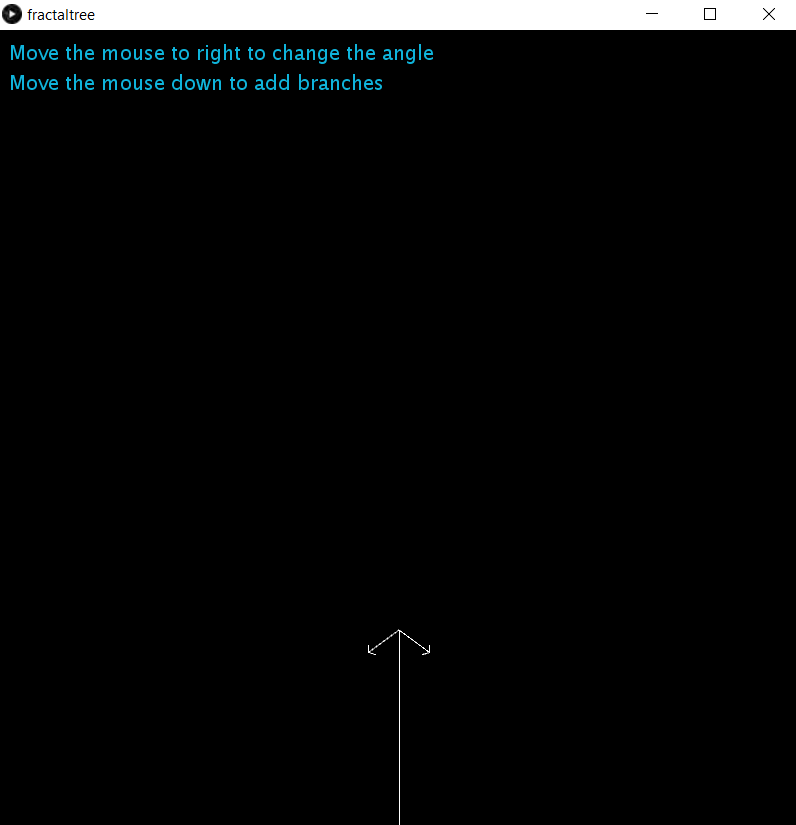 fractaltree
Move the mouse to right to change the angle
Move the mouse down to add branches